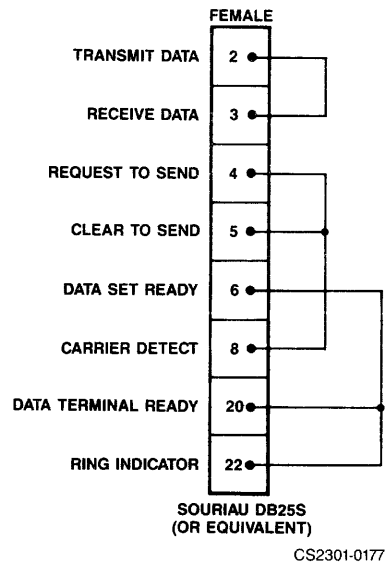 FEMALE
TRANSMIT DATA 2
RECEIVE DATA 3
REQUEST TO SEND 4
CLEAR TO SEND 5
DATA SET READY 6
CARRIER DETECT 8
DATA TERMINAL READY 20
RING INDICATOR 22
SOURIAU DB25S
(OR EQUIVALENT)
CS2301-0177